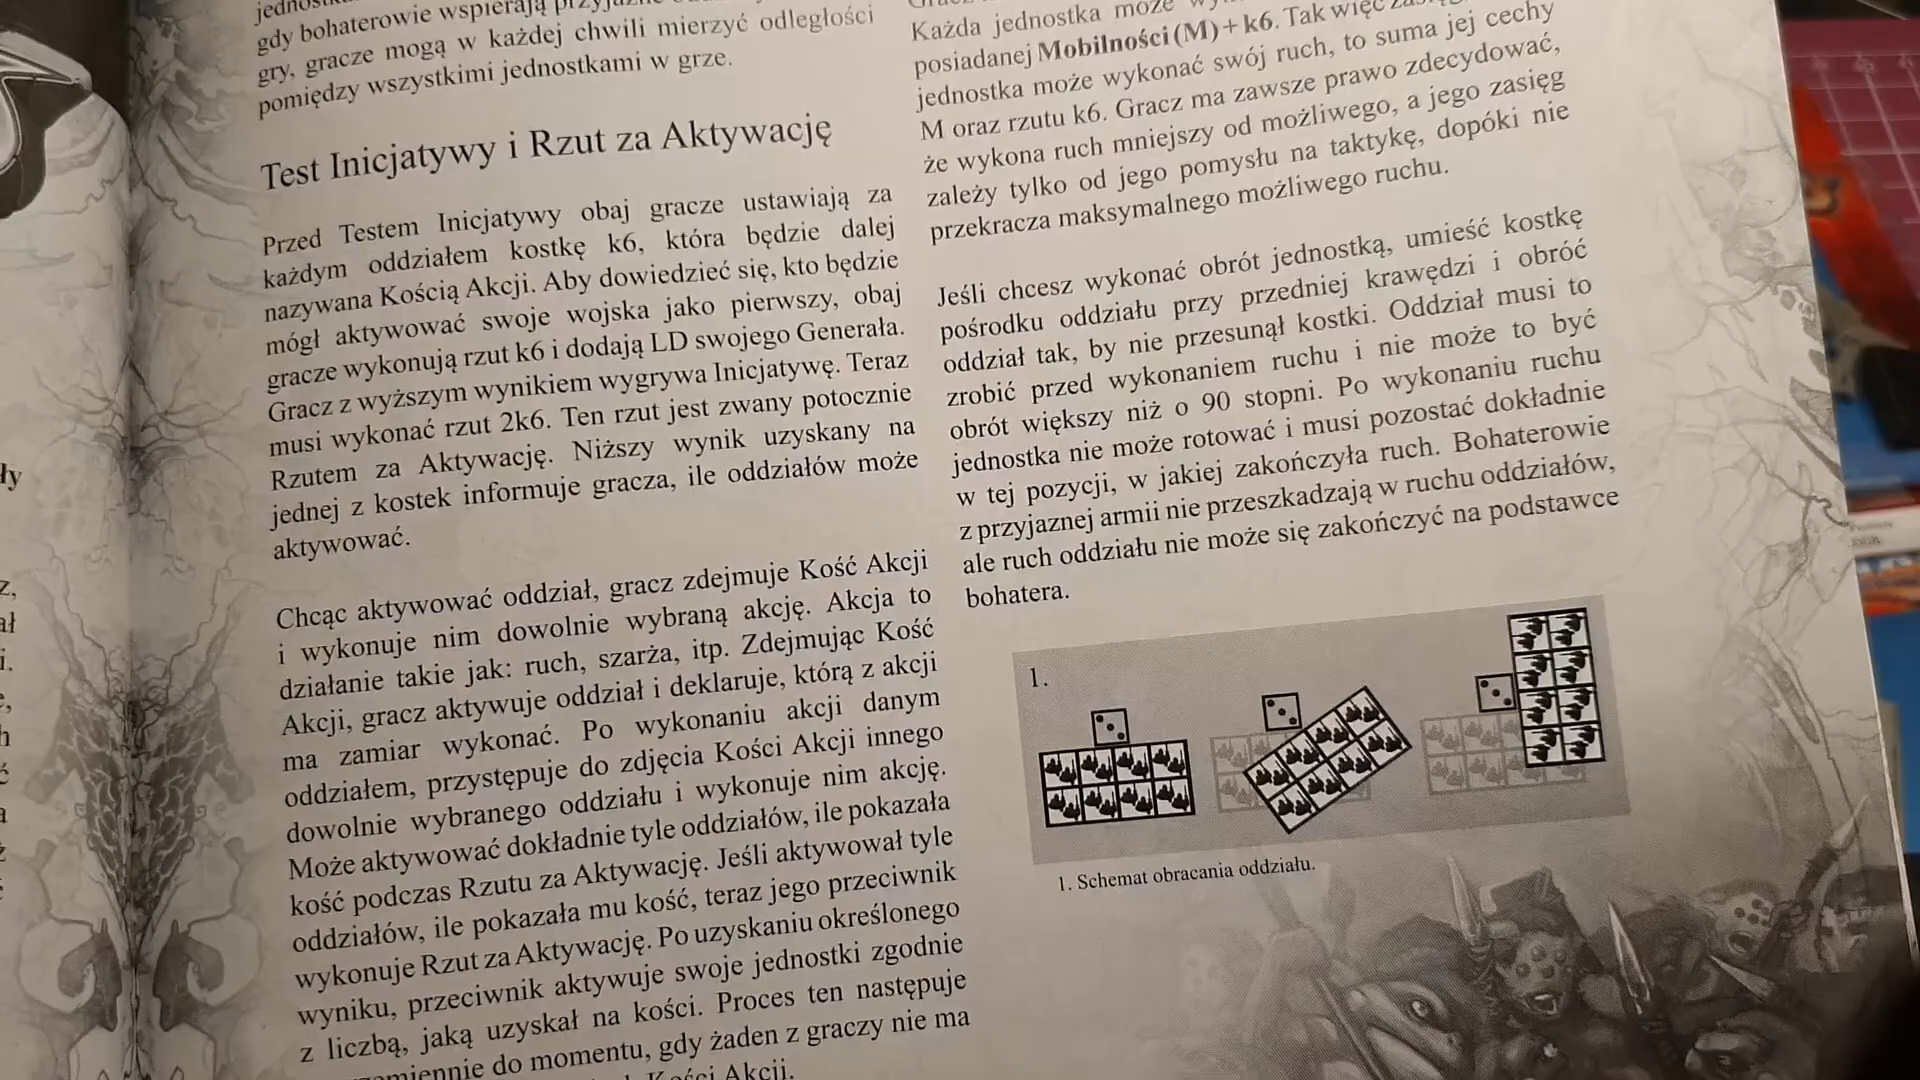 gdy bohaterowie wspierają
gry, gracze mogą w każdej chwili mierzyć odległości
pomiędzy wszystkimi jednostkami w grze.
Test Inicjatywy i Rzut za Aktywację
Przed Testem Inicjatywy obaj gracze ustawiają za
każdym oddziałem kostkę k6, która będzie dalej
nazywana Kością Akcji. Aby dowiedzieć się, kto będzie
mógł aktywować swoje wojska jako pierwszy, obaj
gracze wykonują rzut k6 i dodają LD swojego Generała.
Gracz z wyższym wynikiem wygrywa Inicjatywę. Teraz
musi wykonać rzut 2k6. Ten rzut jest zwany potocznie
Rzutem za Aktywację. Niższy wynik uzyskany na
jednej z kostek informuje gracza, ile oddziałów może
aktywować.
Chcąc aktywować oddział, gracz zdejmuje Kość Akcji
i wykonuje nim dowolnie wybraną akcję. Akcja to
działanie takie jak: ruch, szarża, itp. Zdejmując Kość
Akcji, gracz aktywuje oddział i deklaruje, którą z akcji
ma zamiar wykonać. Po wykonaniu akcji danym
oddziałem, przystępuje do zdjęcia Kości Akcji innego
dowolnie wybranego oddziału i wykonuje nim akcję.
Może aktywować dokładnie tyle oddziałów, ile pokazała
kość podczas Rzutu za Aktywację. Jeśli aktywował tyle
oddziałów, ile pokazała mu kość, teraz jego przeciwnik
wykonuje Rzut za Aktywację. Po uzyskaniu określonego
wyniku, przeciwnik aktywuje swoje jednostki zgodnie
z liczbą, jaką uzyskał na kości. Proces ten następuje
do momentu, gdy żaden z graczy nie ma
Akcji.
Każda jednostka może
posiadanej Mobilności (M) + k6. Tak więc
jednostka może wykonać swój ruch, to suma jej cechy
M oraz rzutu k6. Gracz ma zawsze prawo zdecydować,
że wykona ruch mniejszy od możliwego, a jego zasięg
zależy tylko od jego pomysłu na taktykę, dopóki nie
przekracza maksymalnego możliwego ruchu.
Jeśli chcesz wykonać obrót jednostką, umieść kostkę
pośrodku oddziału przy przedniej krawędzi i obróć
oddział tak, by nie przesunął kostki. Oddział musi to
zrobić przed wykonaniem ruchu i nie może to być
obrót większy niż o 90 stopni. Po wykonaniu ruchu
jednostka nie może rotować i musi pozostać dokładnie
w tej pozycji, w jakiej zakończyła ruch. Bohaterowie
z przyjaznej armii nie przeszkadzają w ruchu oddziałów,
ale ruch oddziału nie może się zakończyć na podstawce
bohatera.
1.
1. Schemat obracania oddziału.